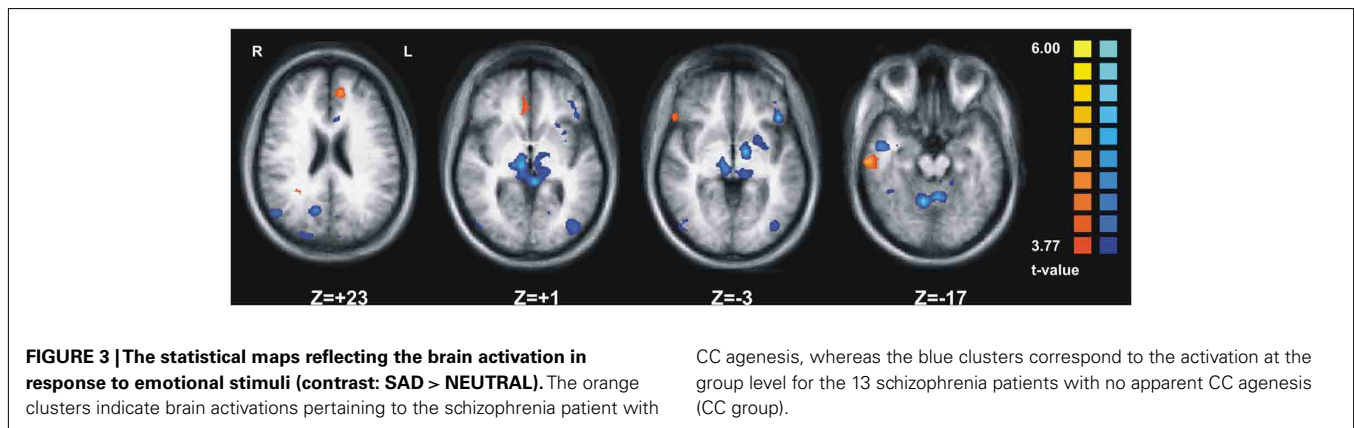 R
L
6.00
3.77
t-value
Z=+23
Z=+1
Z=-3
Z=-17
FIGURE 3 | The statistical maps reflecting the brain activation in
response to emotional stimuli (contrast: SAD > NEUTRAL). The orange
clusters indicate brain activations pertaining to the schizophrenia patient with
CC agenesis, whereas the blue clusters correspond to the activation at the
group level for the 13 schizophrenia patients with no apparent CC agenesis
(CC group).